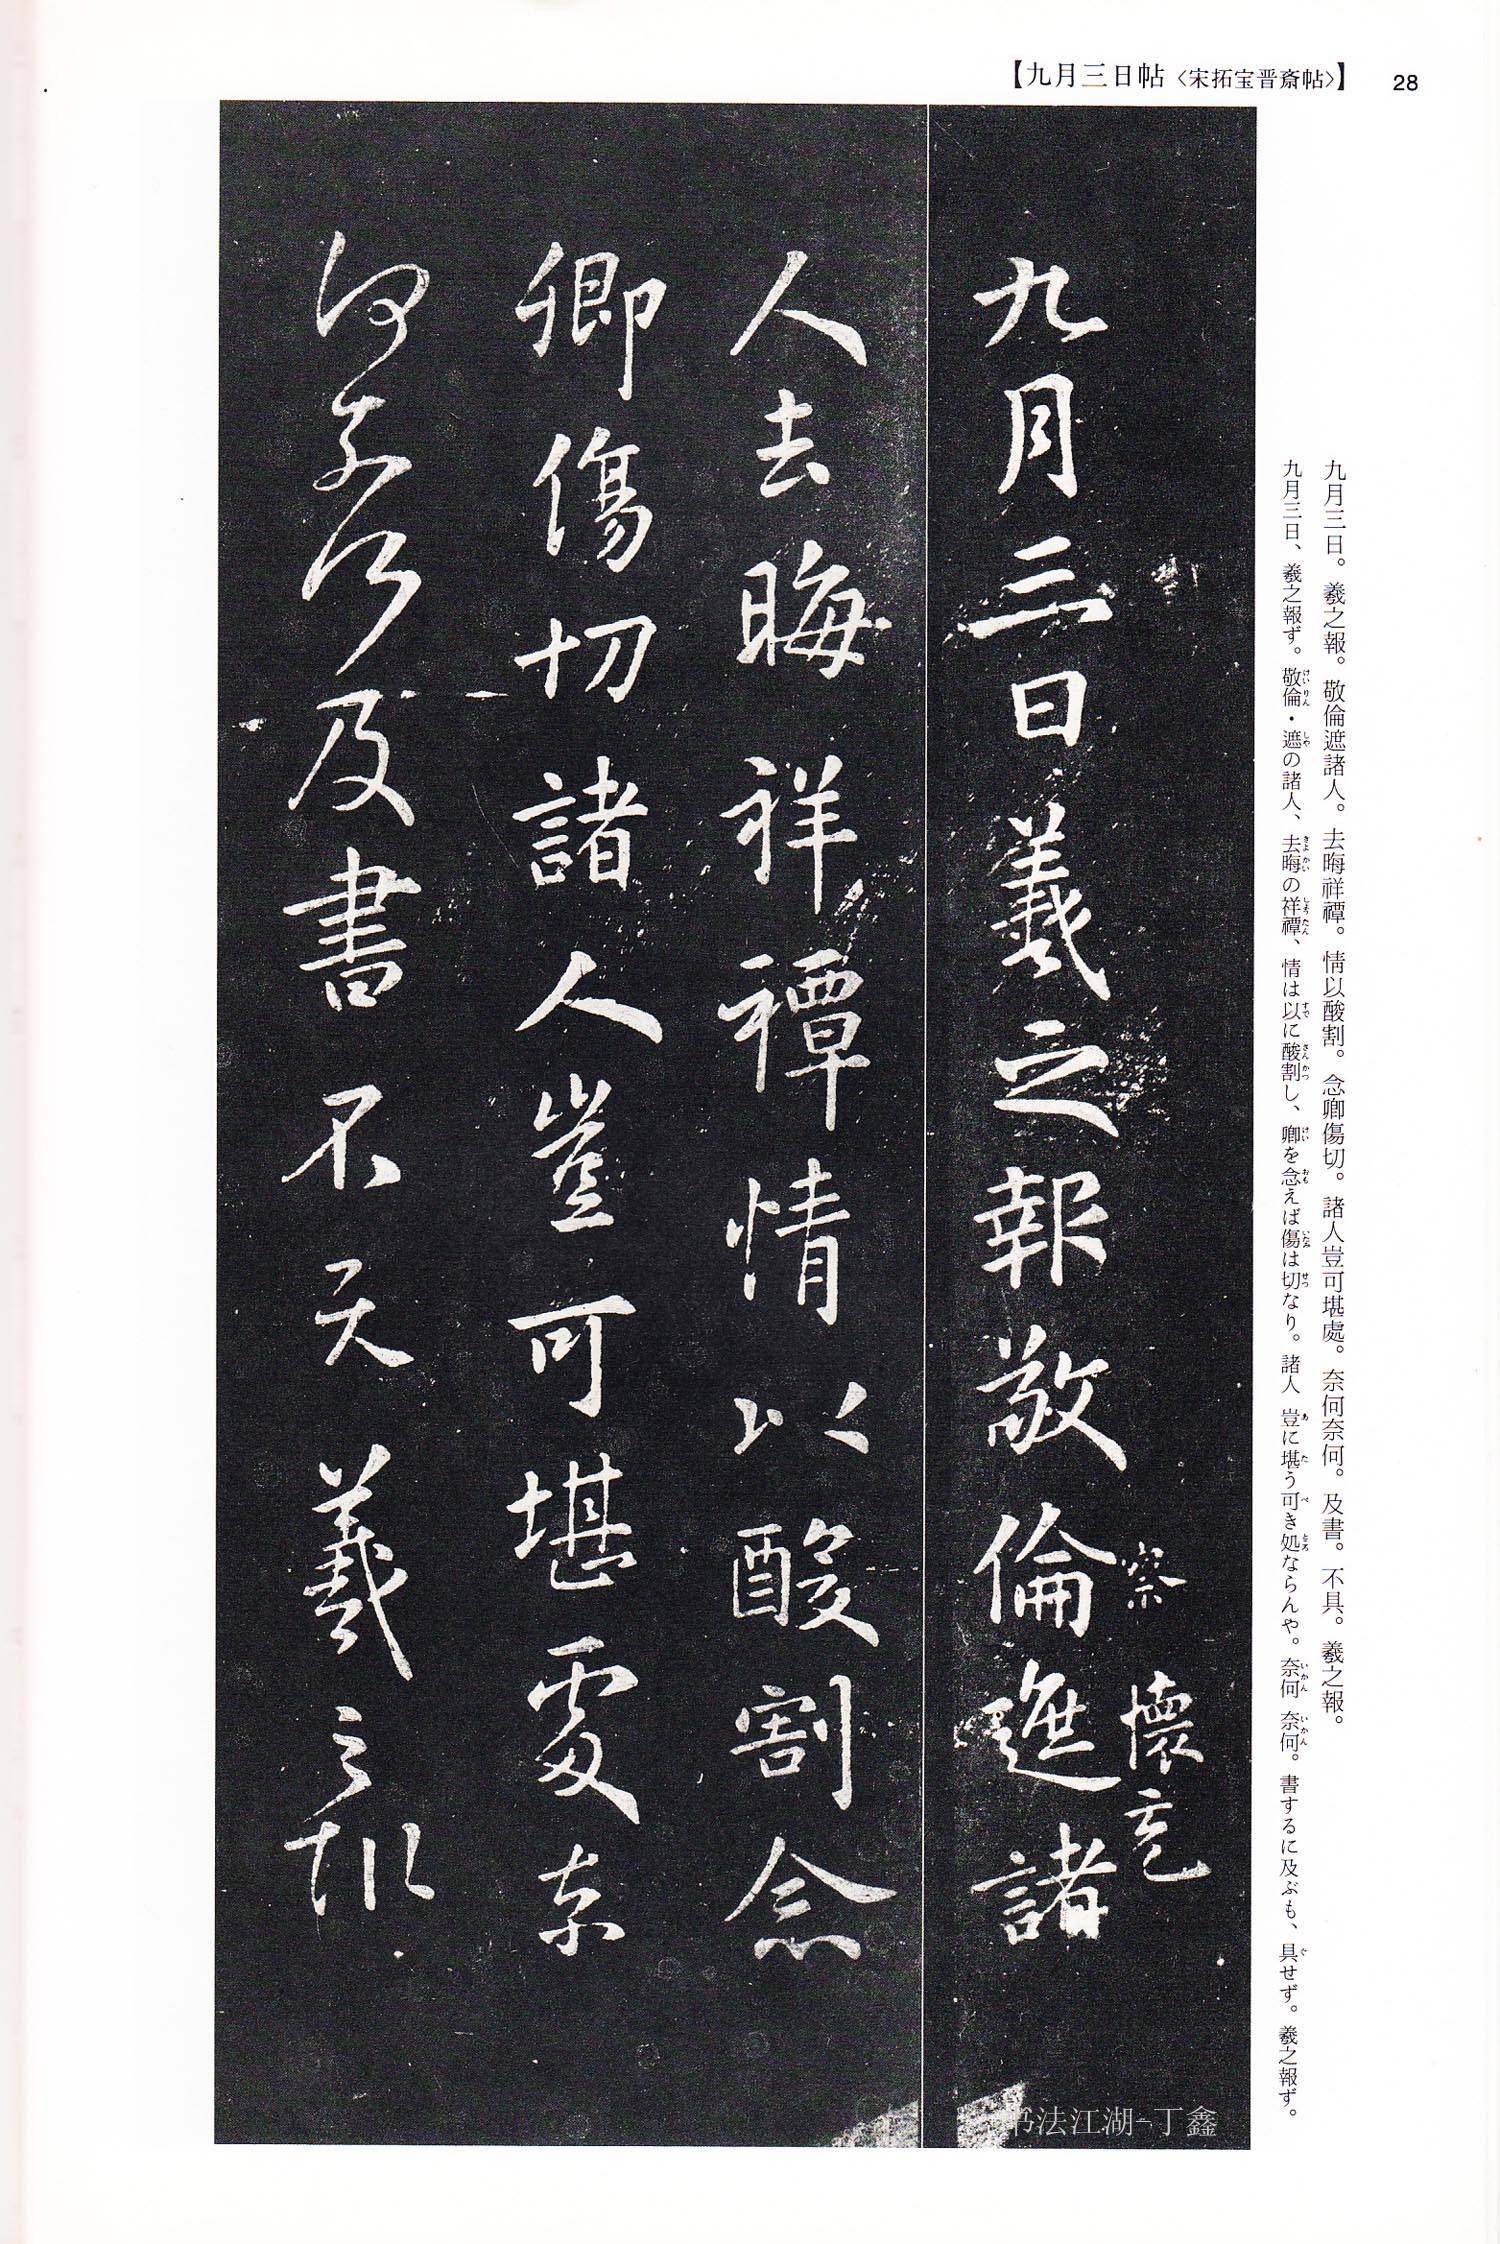 【九月三日帖〈宋拓宝晋斎帖〉】
28
九月三日。羲之報。敬倫遮諸人。去晦祥禫。情以酸割。念卿傷切。諸人豈可堪處。奈何奈何。及書。不具。羲之報。
九月三日、羲之報ず。敬倫・遮の諸人、去晦の祥禫、情は以に酸割し、卿を念えば傷は切なり。諸人 豈に堪う可き処ならんや。奈何 奈何。書するに及ぶも、具せず。羲之報ず。
察 懐充
九月三日羲之報敬倫遮諸
人去晦祥禫情以酸割念
卿傷切諸人豈可堪處奈
何奈何及書不具羲之報
书法江湖-丁鑫